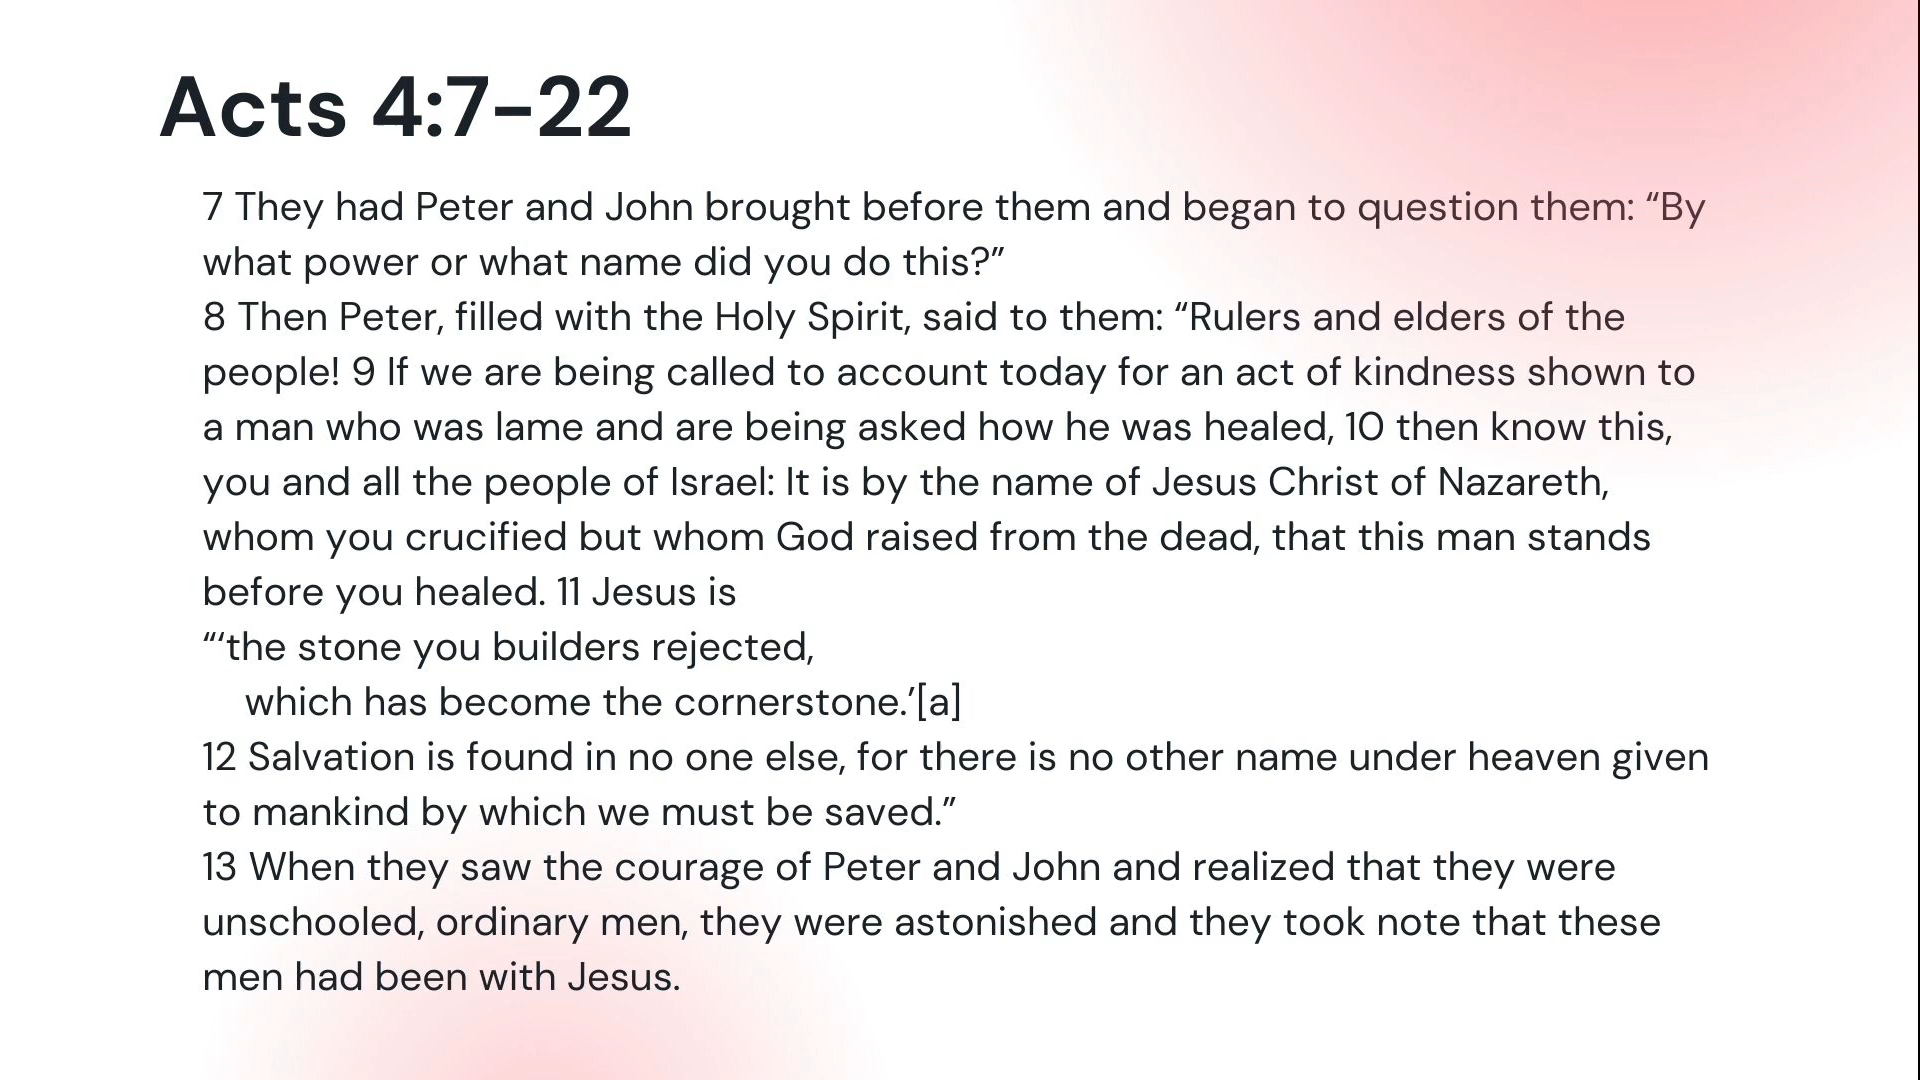 Acts 4:7–22
7 They had Peter and John brought before them and began to question them: “By
what power or what name did you do this?”
8 Then Peter, filled with the Holy Spirit, said to them: “Rulers and elders of the
people! 9 If we are being called to account today for an act of kindness shown to
a man who was lame and are being asked how he was healed, 10 then know this,
you and all the people of Israel: It is by the name of Jesus Christ of Nazareth,
whom you crucified but whom God raised from the dead, that this man stands
before you healed. 11 Jesus is
“‘the stone you builders rejected,
which has become the cornerstone.’[a]
12 Salvation is found in no one else, for there is no other name under heaven given
to mankind by which we must be saved.”
13 When they saw the courage of Peter and John and realized that they were
unschooled, ordinary men, they were astonished and they took note that these
men had been with Jesus.